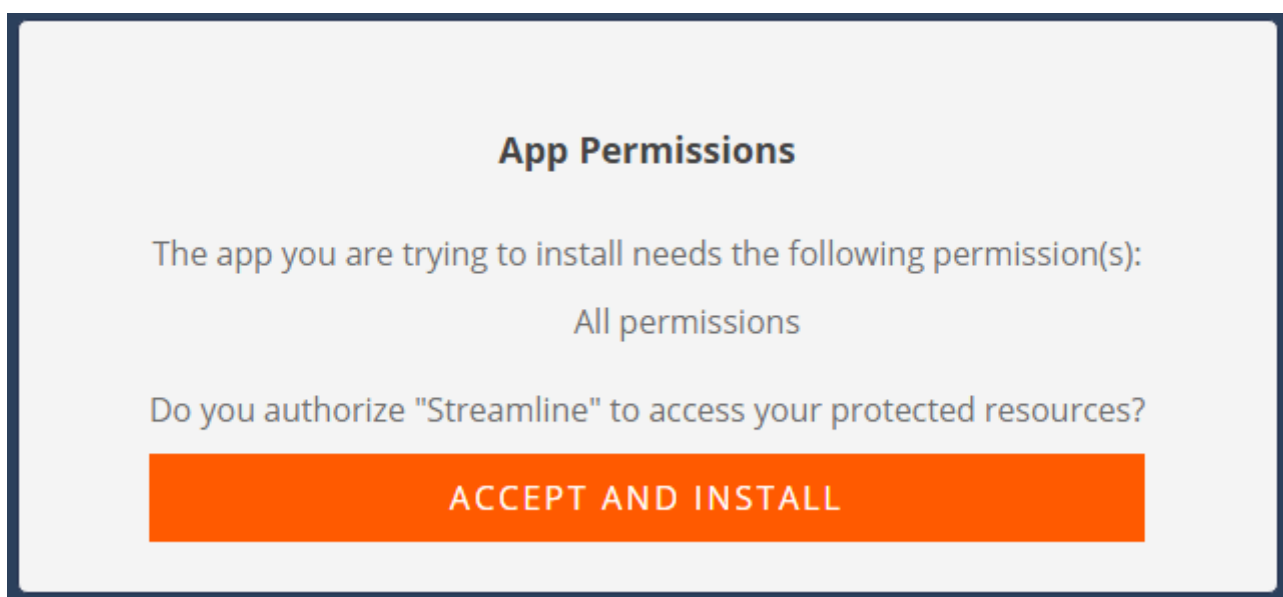 App Permissions
The app you are trying to install needs the following permission(s):
All permissions
Do you authorize "Streamline" to access your protected resources?
ACCEPT AND INSTALL